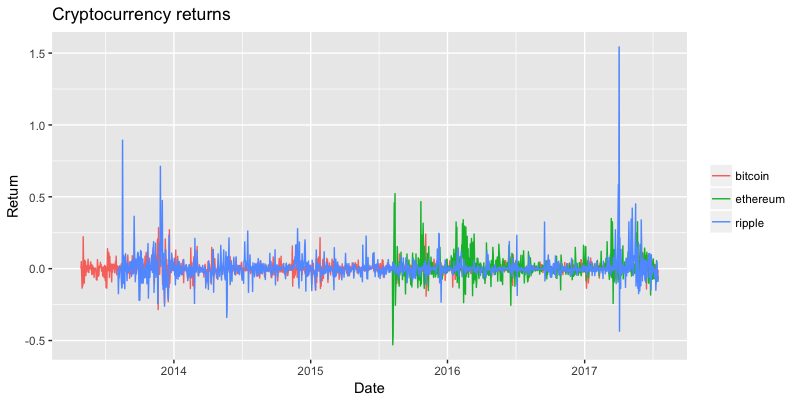 Cryptocurrency returns
Return
1.5
1.0
0.5
0.0
-0.5
2014 2015 2016 2017
Date
bitcoin
ethereum
ripple